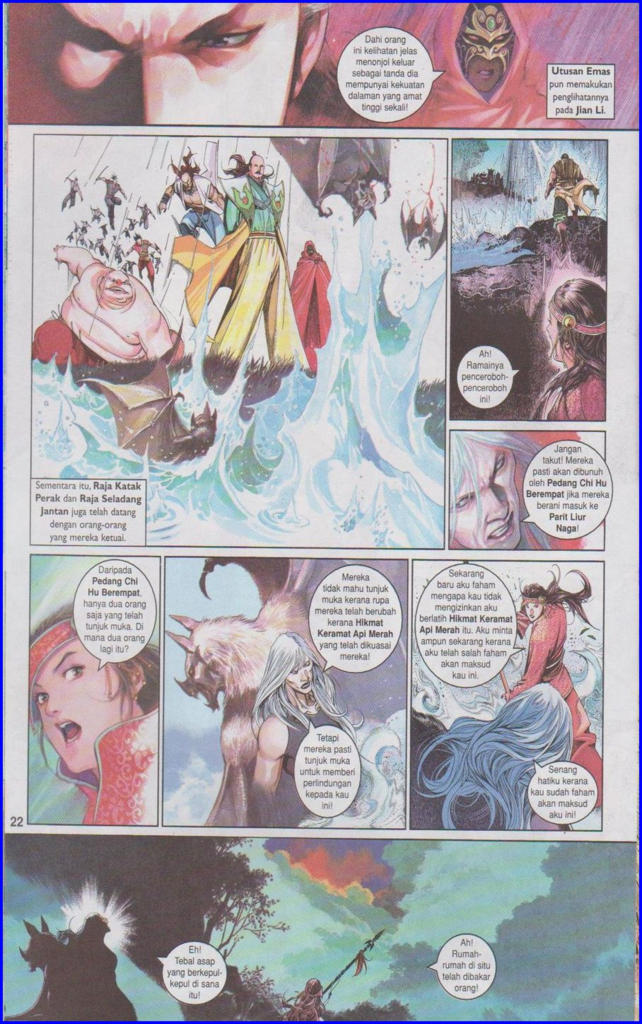 Dahi orang
ini kelihatan jelas
menonjol keluar
sebagai tanda dia
mempunyai kekuatan
dalaman yang amat
tinggi sekali!
Utusan Emas
pun memakukan
penglihatannya
pada Jian Li.
Sementara itu, Raja Katak
Perak dan Raja Seladang
Jantan juga telah datang
dengan orang-orang
yang mereka ketuai.
Ah!
Ramainya
penceroboh-
penceroboh
ini!
Jangan
takut! Mereka
pasti akan dibunuh
oleh Pedang Chi Hu
Berempat jika mereka
berani masuk ke
Parit Liur
Naga!
Daripada
Pedang Chi
Hu Berempat,
hanya dua orang
saja yang telah
tunjuk muka. Di
mana dua orang
lagi itu?
Mereka
tidak mahu tunjuk
muka kerana rupa
mereka telah berubah
kerana Hikmat
Keramat Api Merah
yang telah dikuasai
mereka!
Tetapi
mereka pasti
tunjuk muka
untuk memberi
perlindungan
kepada kau
ini!
Sekarang
baru aku faham
mengapa kau tidak
mengizinkan aku
berlatih Hikmat Keramat
Api Merah itu. Aku minta
ampun sekarang kerana
aku telah salah faham
akan maksud
kau ini.
Senang
hatiku kerana
kau sudah faham
akan maksud
aku ini!
22
Eh!
Tebal asap
yang berkepul-
kepul di sana
itu!
Ah!
Rumah-
rumah di situ
telah dibakar
orang!